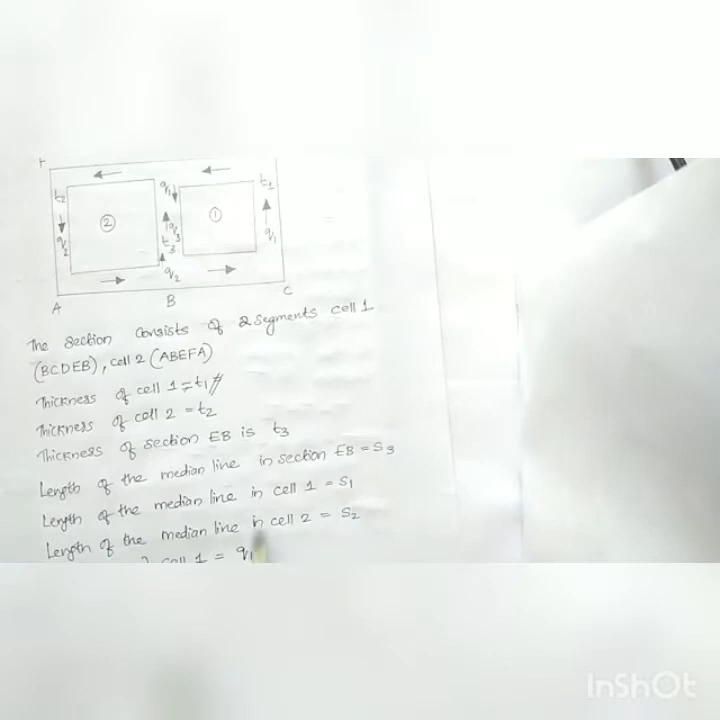 t2 q1 t1
② ①
q2 q3 t3 q1
q2
A B C
The section consists of 2 segments cell 1
(BCDEB), cell 2 (ABEFA)
Thickness of cell 1 = t1 //
Thickness of cell 2 = t2
Thickness of section EB is t3
Length of the median line in section EB = S3
Length of the median line in cell 1 = S1
Length of the median line in cell 2 = S2
cell 1 = q1
InShOt